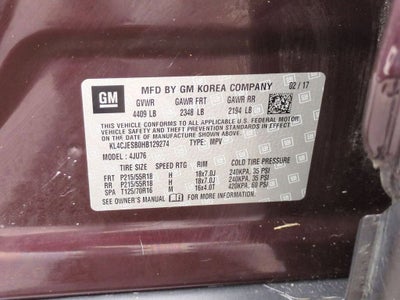 GM
MFD BY GM KOREA COMPANY 02 / 17
GVWR GAWR FRT GAWR RR
4409 LB 2348 LB 2194 LB
THIS VEHICLE CONFORMS TO ALL APPLICABLE U.S. FEDERAL MOTOR
VEHICLE SAFETY, BUMPER, AND THEFT PREVENTION STANDARDS
IN EFFECT ON THE DATE OF MANUFACTURE SHOWN ABOVE.
KL4CJESB0HB129274 TYPE: MPV
MODEL: 4JU76
TIRE SIZE SPEED RTG RIM COLD TIRE PRESSURE
FRT P215/55R18 H 18x7.0J 240KPA, 35 PSI
RR P215/55R18 H 18x7.0J 240KPA, 35 PSI
SPA T125/70R16 M 16x4.0T 420KPA, 60 PSI
SEE OWNER'S MANUAL FOR MORE INFORMATION.